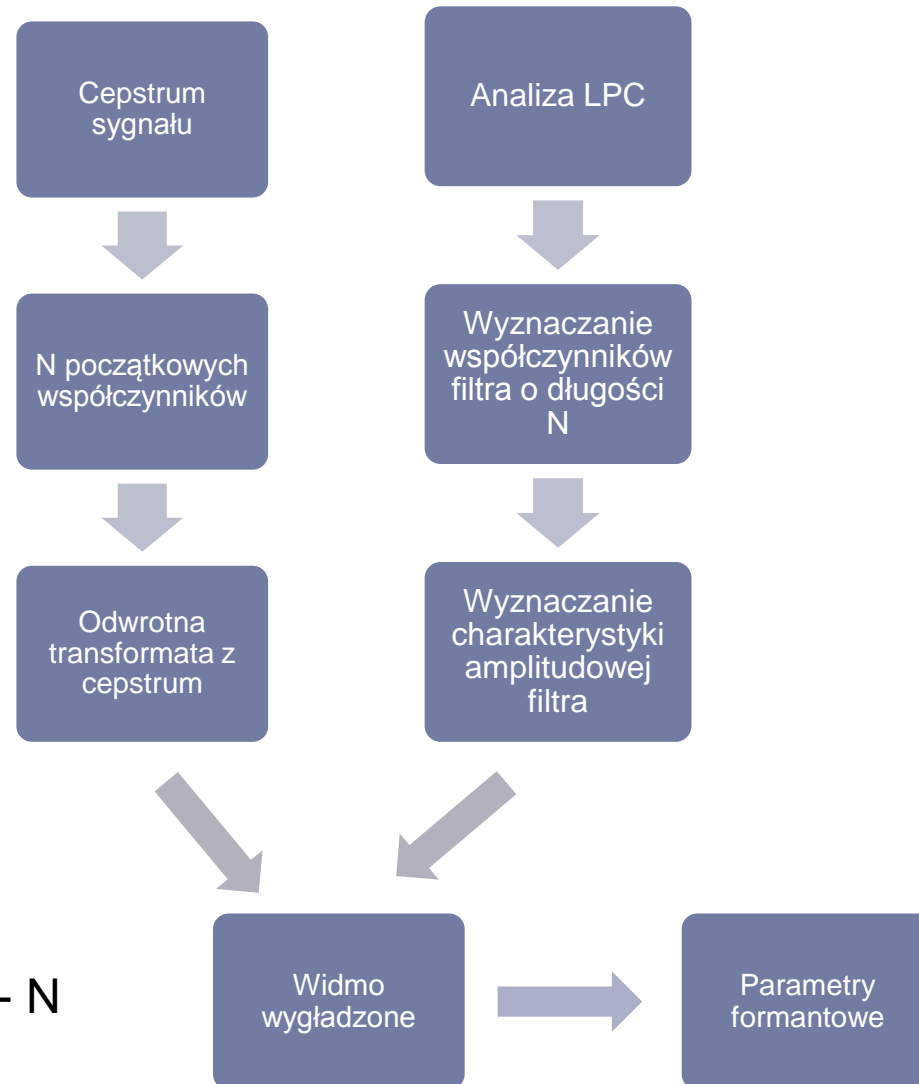 Cepstrum
sygnału
N początkowych
współczynników
Odwrotna
transformata z
cepstrum
Analiza LPC
Wyznaczanie
współczynników
filtra o długości
N
Wyznaczanie
charakterystyki
amplitudowej
filtra
- N
Widmo
wygładzone
Parametry
formantowe